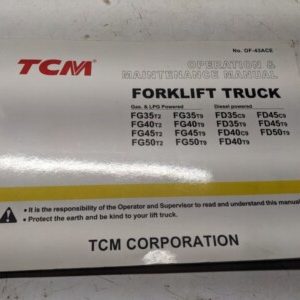 No. OF-43ACE
TCM
OPERATION &
MAINTENANCE MANUAL
FORKLIFT TRUCK
Gas. & LPG Powered Diesel powered
FG35T2 FG35T9 FD35C9 FD45C9
FG40T2 FG40T9 FD35T9 FD45T9
FG45T2 FG45T9 FD40C9 FD50T9
FG50T2 FG50T9 FD40T9
• It is the responsibility of the Operator and Supervisor to read and understand this manual
• Protect the earth and be kind to your lift truck.
TCM CORPORATION